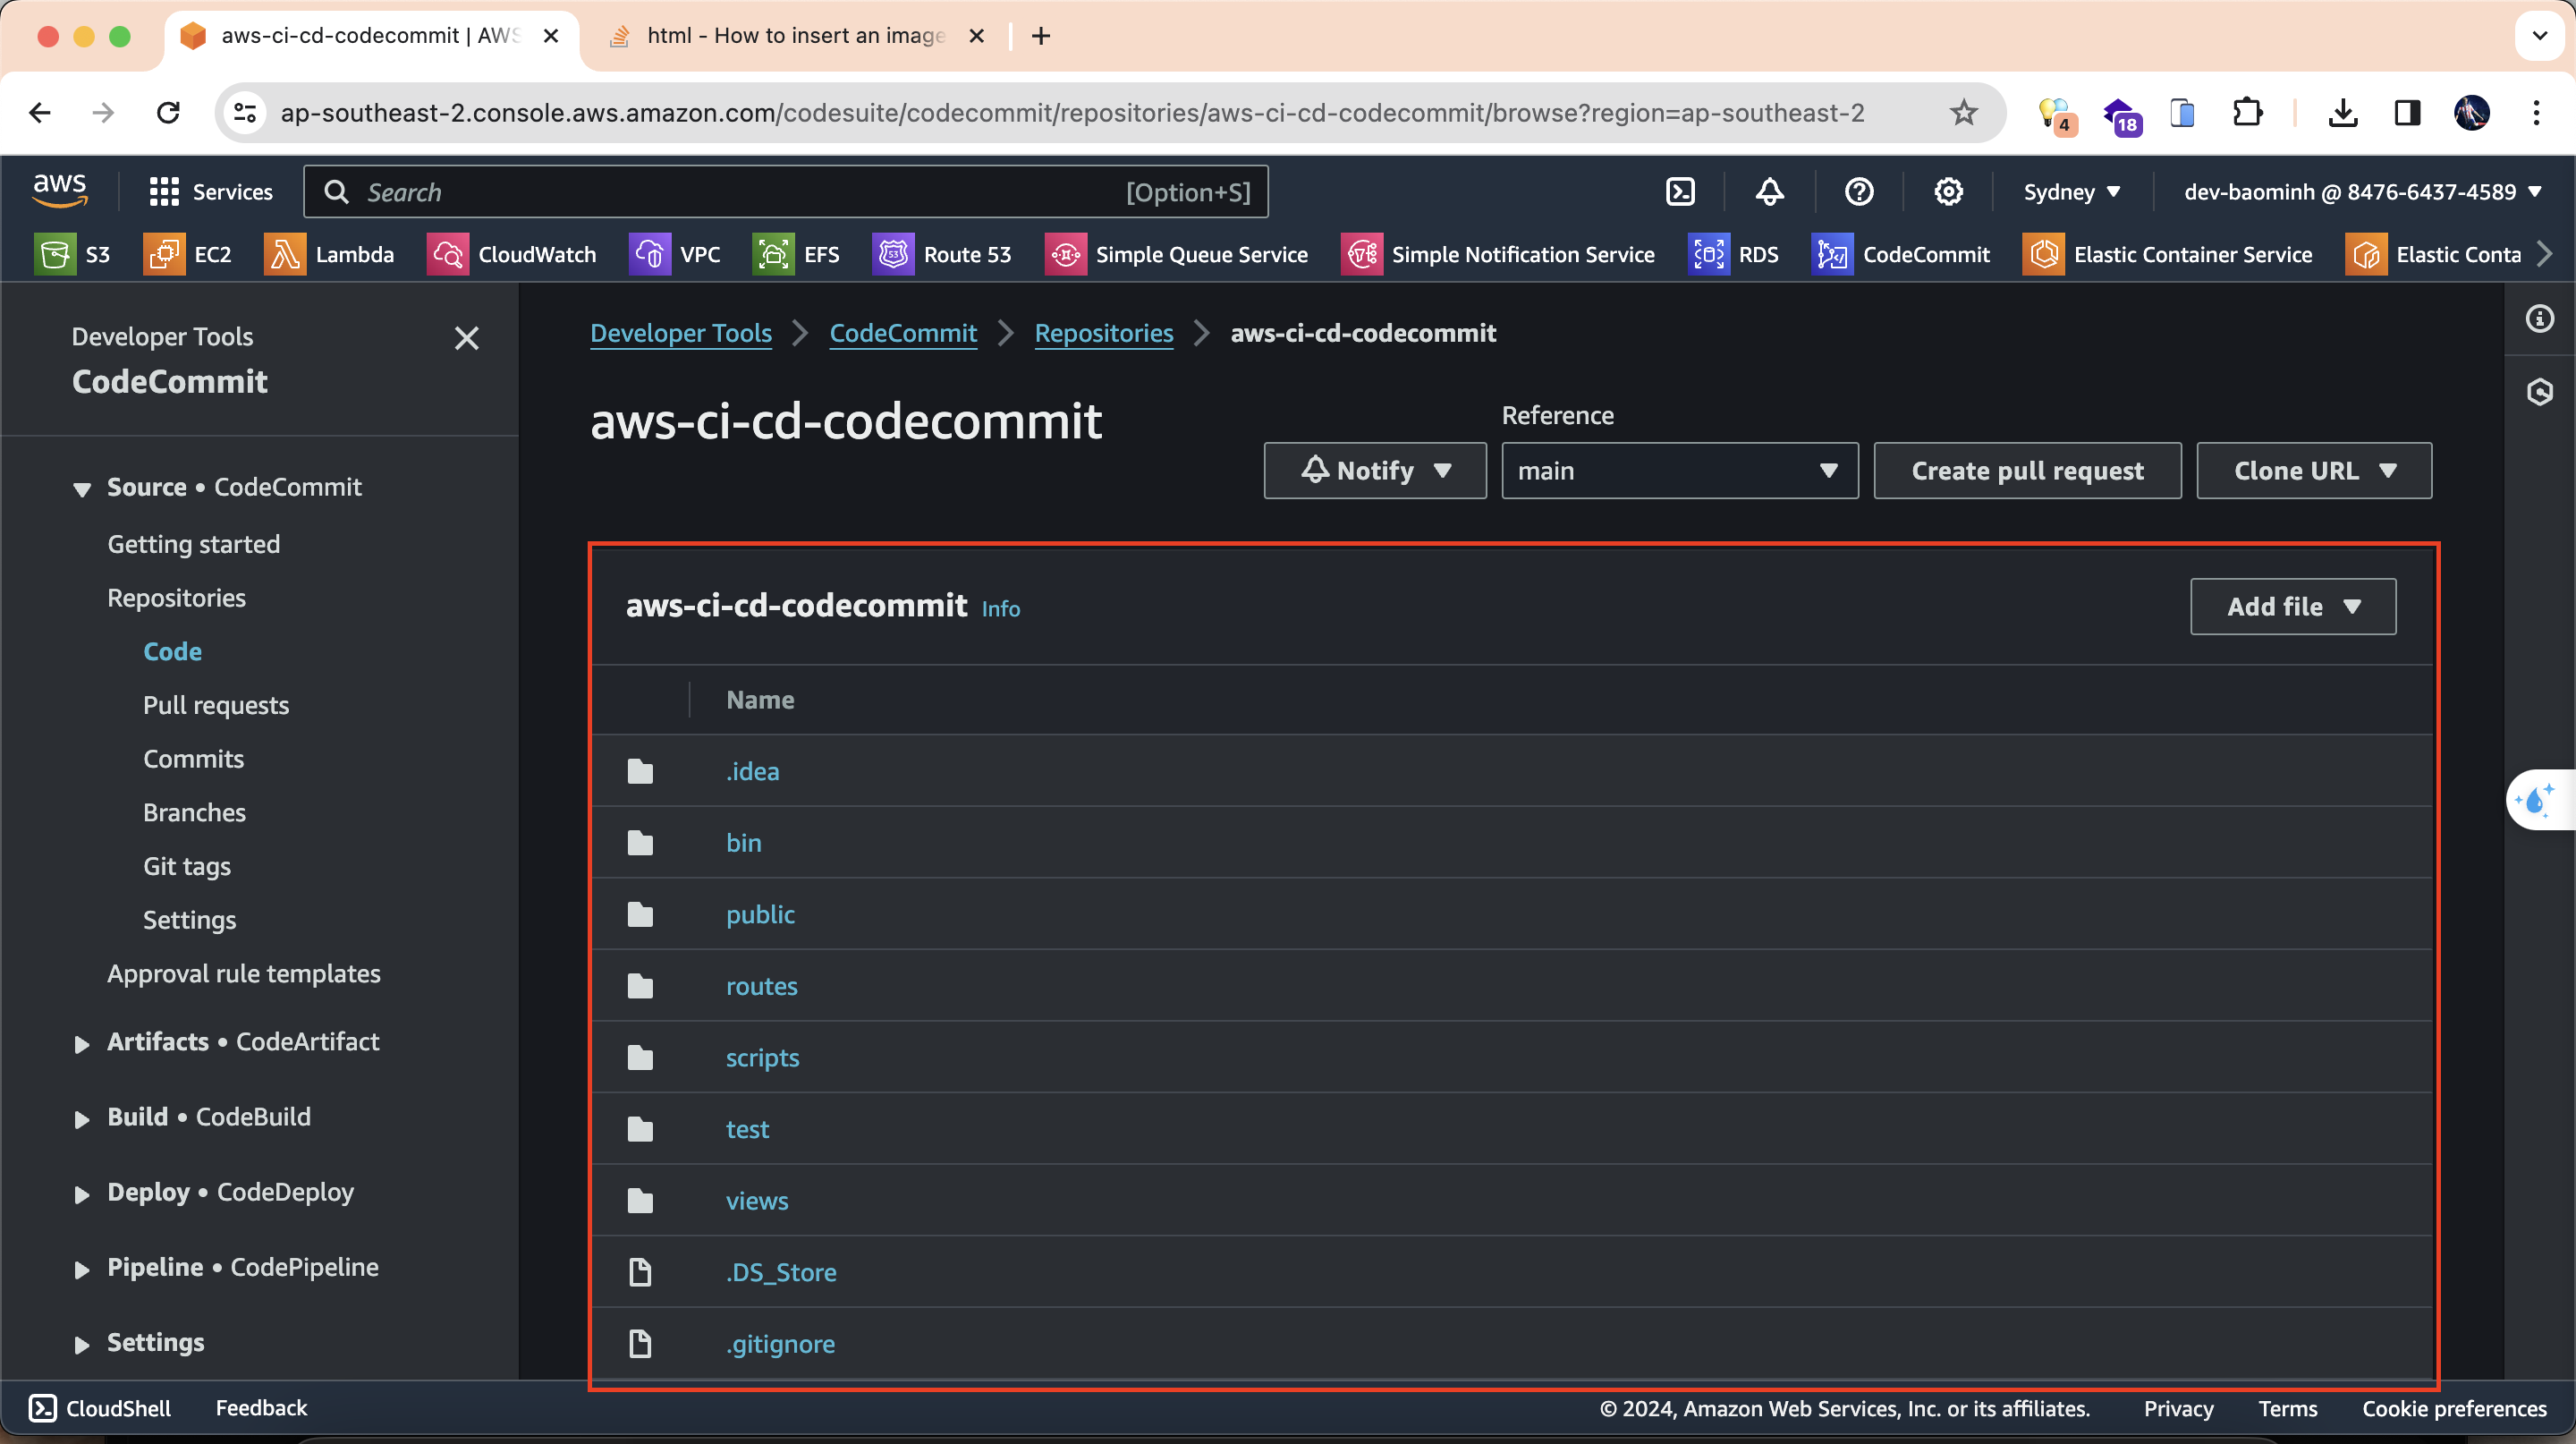 aws-ci-cd-codecommit | AWS
html - How to insert an image
ap-southeast-2.console.aws.amazon.com/codesuite/codecommit/repositories/aws-ci-cd-codecommit/browse?region=ap-southeast-2
4
18
aws
Services
Search
[Option+S]
Sydney
dev-baominh @ 8476-6437-4589
S3
EC2
Lambda
CloudWatch
VPC
EFS
53
Route 53
Simple Queue Service
Simple Notification Service
RDS
CodeCommit
Elastic Container Service
Elastic Conta
Developer Tools
CodeCommit
Source • CodeCommit
Getting started
Repositories
Code
Pull requests
Commits
Branches
Git tags
Settings
Approval rule templates
Artifacts • CodeArtifact
Build • CodeBuild
Deploy • CodeDeploy
Pipeline • CodePipeline
Settings
Developer Tools
CodeCommit
Repositories
aws-ci-cd-codecommit
aws-ci-cd-codecommit
Reference
Notify
main
Create pull request
Clone URL
aws-ci-cd-codecommit Info
Add file
Name
.idea
bin
public
routes
scripts
test
views
.DS_Store
.gitignore
CloudShell
Feedback
© 2024, Amazon Web Services, Inc. or its affiliates.
Privacy
Terms
Cookie preferences